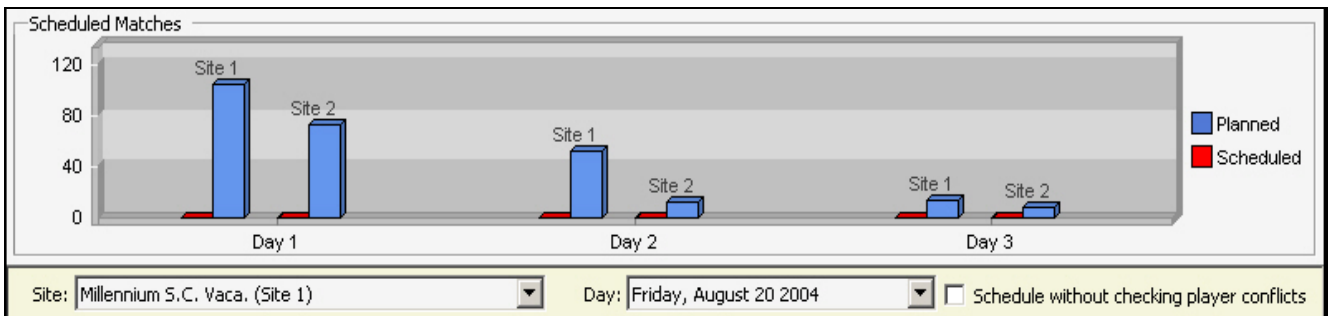 Scheduled Matches
120
80
40
0
Site 1
Site 2
Site 1
Site 2
Site 1
Site 2
Day 1
Day 2
Day 3
Planned
Scheduled
Site: Millennium S.C. Vaca. (Site 1) Day: Friday, August 20 2004 Schedule without checking player conflicts